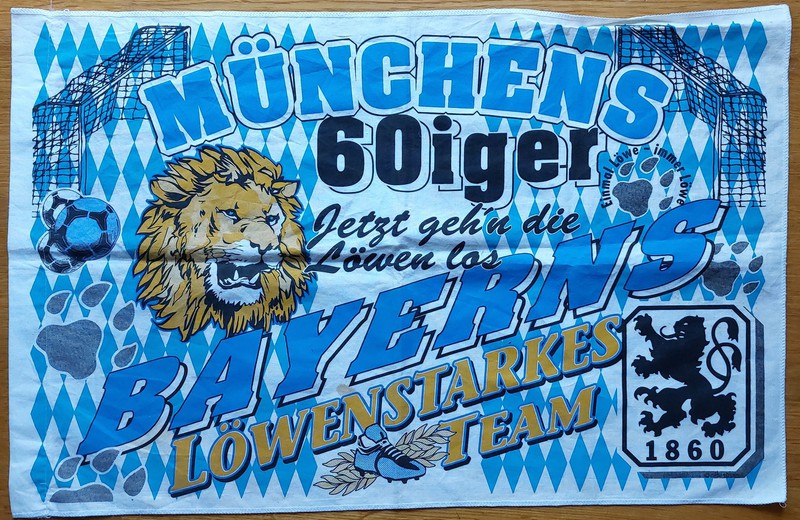 MÜNCHENS
60iger
Einmal Löwe - immer Löwe
Jetzt geh'n die
Löwen los
BAYERNS
LÖWENSTARKES
TEAM
1860